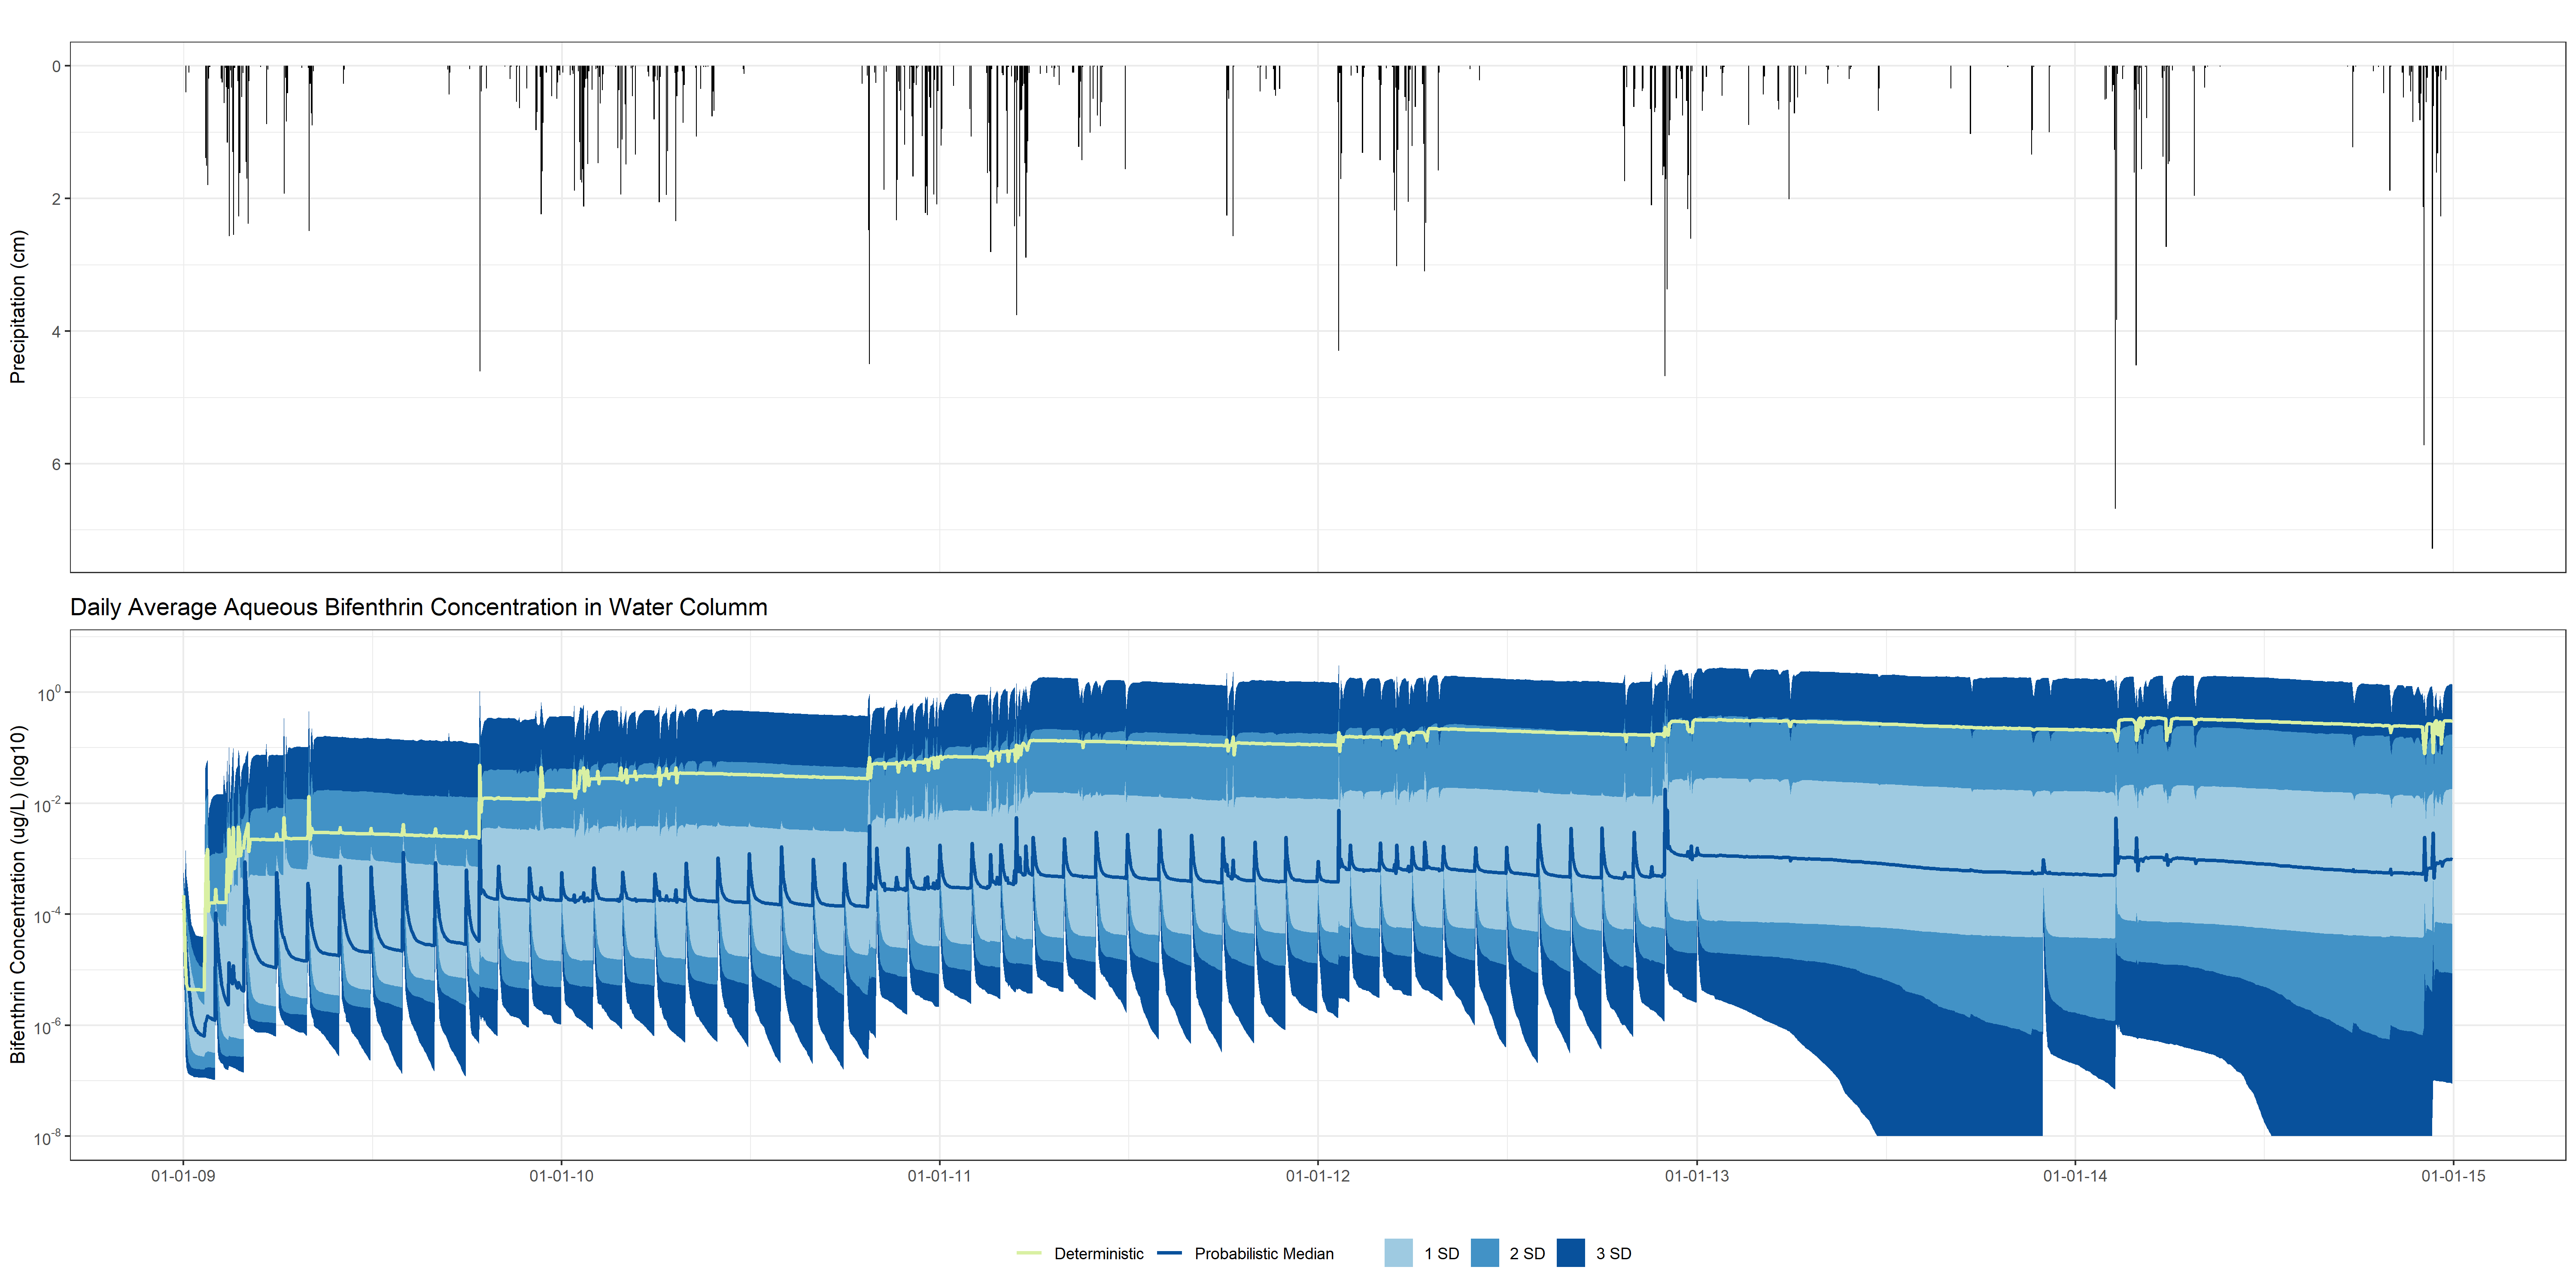 0
2
4
6
Precipitation (cm)
Daily Average Aqueous Bifenthrin Concentration in Water Columm
10^0
10^-2
10^-4
10^-6
10^-8
Bifenthrin Concentration (ug/L) (log10)
01-01-09 01-01-10 01-01-11 01-01-12 01-01-13 01-01-14 01-01-15
Deterministic Probabilistic Median 1 SD 2 SD 3 SD